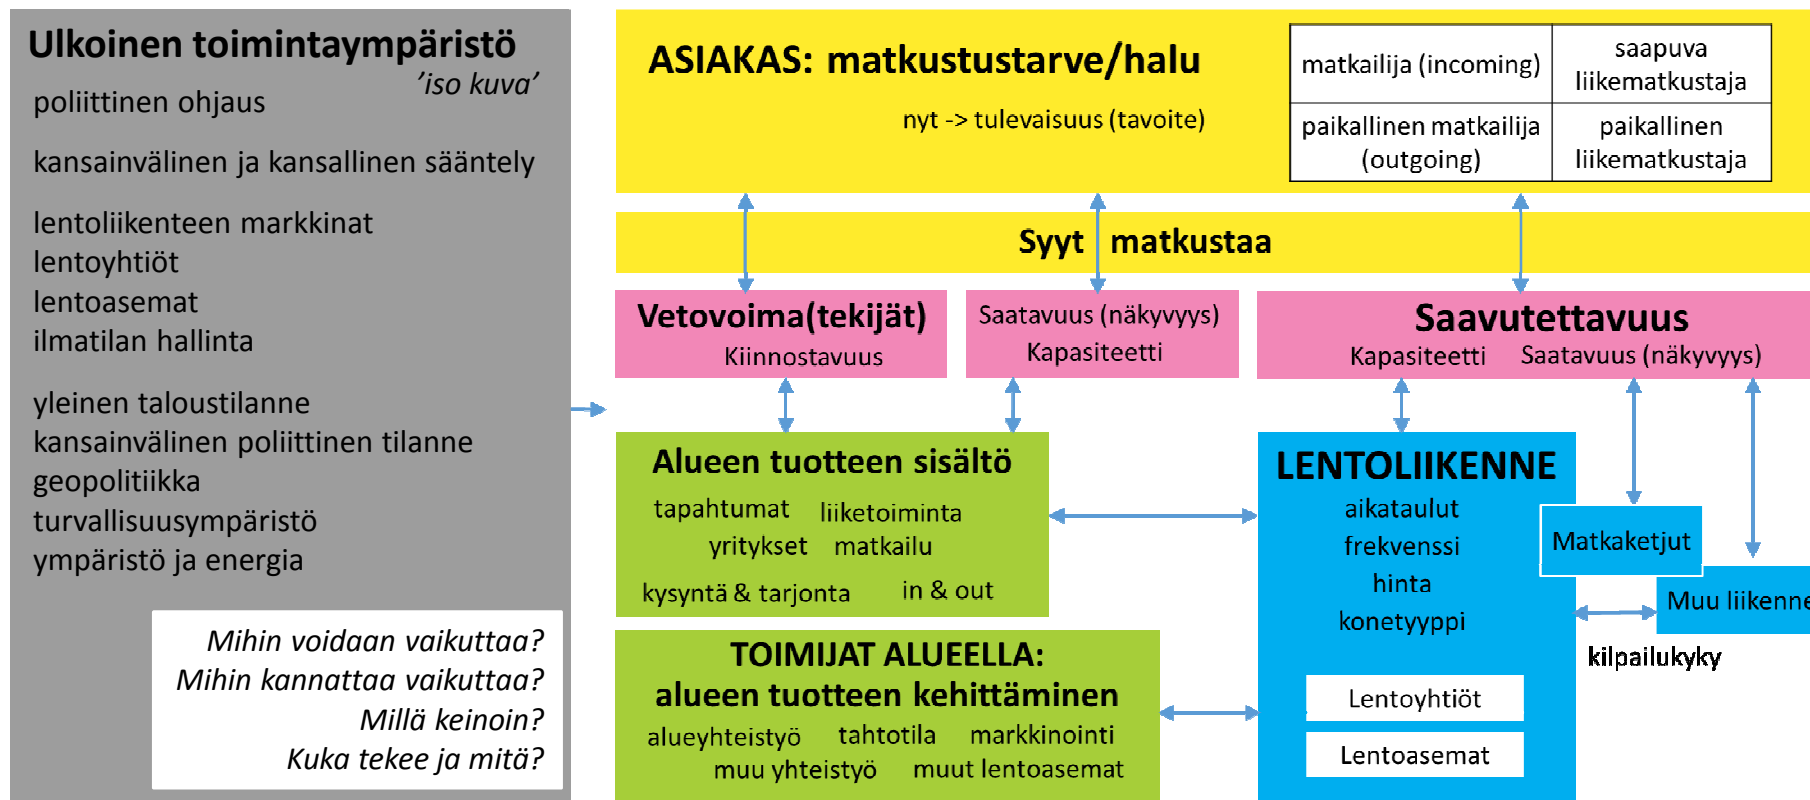 Ulkoinen toimintaympäristö
’iso kuva’
poliittinen ohjaus
kansainvälinen ja kansallinen sääntely
lentoliikenteen markkinat
lentoyhtiöt
lentoasemat
ilmatilan hallinta
yleinen taloustilanne
kansainvälinen poliittinen tilanne
geopolitiikka
turvallisuusympäristö
ympäristö ja energia
Mihin voidaan vaikuttaa?
Mihin kannattaa vaikuttaa?
Millä keinoin?
Kuka tekee ja mitä?
ASIAKAS: matkustustarve/halu
nyt -> tulevaisuus (tavoite)
matkailija (incoming)
saapuva
liikematkustaja
paikallinen matkailija
(outgoing)
paikallinen
liikematkustaja
Syyt matkustaa
Vetovoima(tekijät)
Kiinnostavuus
Saatavuus (näkyvyys)
Kapasiteetti
Saavutettavuus
Kapasiteetti Saatavuus (näkyvyys)
Alueen tuotteen sisältö
tapahtumat liiketoiminta
yritykset matkailu
kysyntä & tarjonta in & out
TOIMIJAT ALUEELLA:
alueen tuotteen kehittäminen
alueyhteistyö tahtotila markkinointi
muu yhteistyö muut lentoasemat
LENTOLIIKENNE
aikataulut
frekvenssi
hinta
konetyyppi
Lentoyhtiöt
Lentoasemat
Matkaketjut
Muu liikenne
kilpailukyky